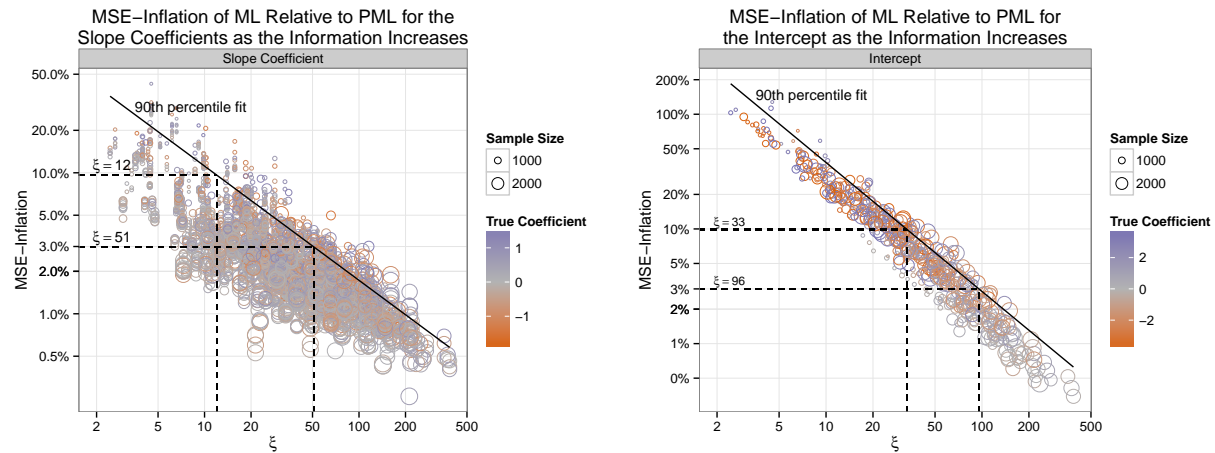 MSE−Inflation of ML Relative to PML for the
Slope Coefficients as the Information Increases
Slope Coefficient
50.0%
20.0%
10.0%
5.0%
3.0%
2.0%
1.0%
0.5%
MSE−Inflation
90th percentile fit
ξ = 12
ξ = 51
2
5
10
20
50
100
200
500
ξ
Sample Size
1000
2000
True Coefficient
1
0
−1
MSE−Inflation of ML Relative to PML for
the Intercept as the Information Increases
Intercept
200%
100%
50%
20%
10%
5%
3%
2%
1%
0%
MSE−Inflation
90th percentile fit
ξ = 33
ξ = 96
2
5
10
20
50
100
200
500
ξ
Sample Size
1000
2000
True Coefficient
2
0
−2